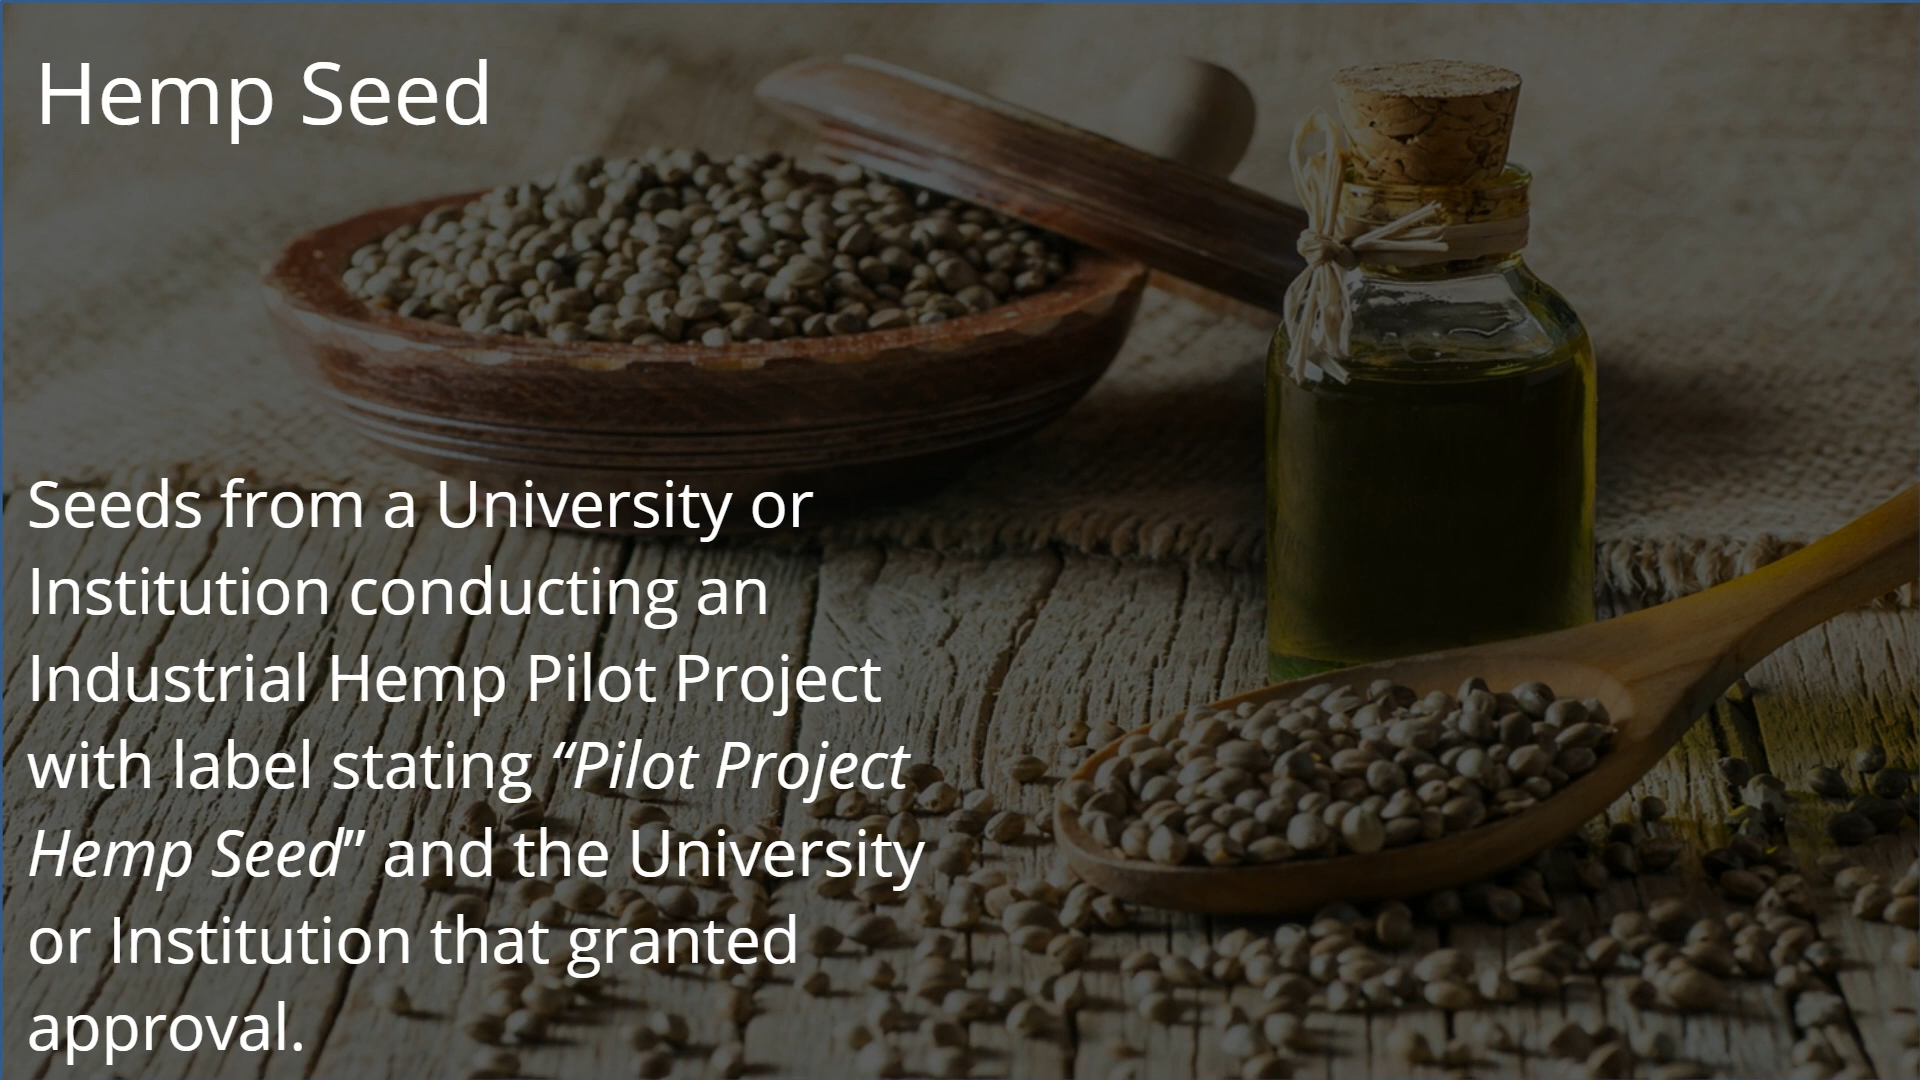 Hemp Seed
Seeds from a University or
Institution conducting an
Industrial Hemp Pilot Project
with label stating “Pilot Project
Hemp Seed” and the University
or Institution that granted
approval.